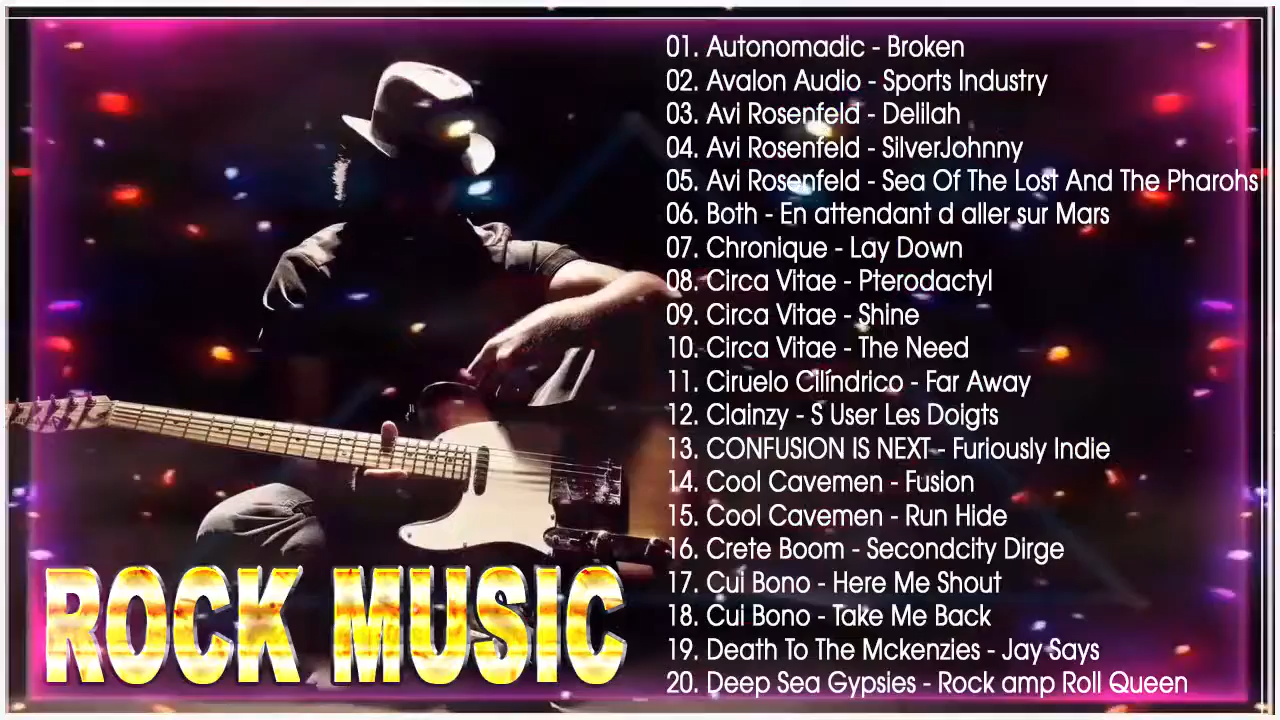 01. Autonomadic - Broken
02. Avalon Audio - Sports Industry
03. Avi Rosenfeld - Delilah
04. Avi Rosenfeld - SilverJohnny
05. Avi Rosenfeld - Sea Of The Lost And The Pharohs
06. Both - En attendant d aller sur Mars
07. Chronique - Lay Down
08. Circa Vitae - Pterodactyl
09. Circa Vitae - Shine
10. Circa Vitae - The Need
11. Ciruelo Cilíndrico - Far Away
12. Clainzy - S User Les Doigts
13. CONFUSION IS NEXT - Furiously Indie
14. Cool Cavemen - Fusion
15. Cool Cavemen - Run Hide
16. Crete Boom - Secondcity Dirge
17. Cui Bono - Here Me Shout
18. Cui Bono - Take Me Back
19. Death To The Mckenzies - Jay Says
20. Deep Sea Gypsies - Rock amp Roll Queen
ROCK MUSIC